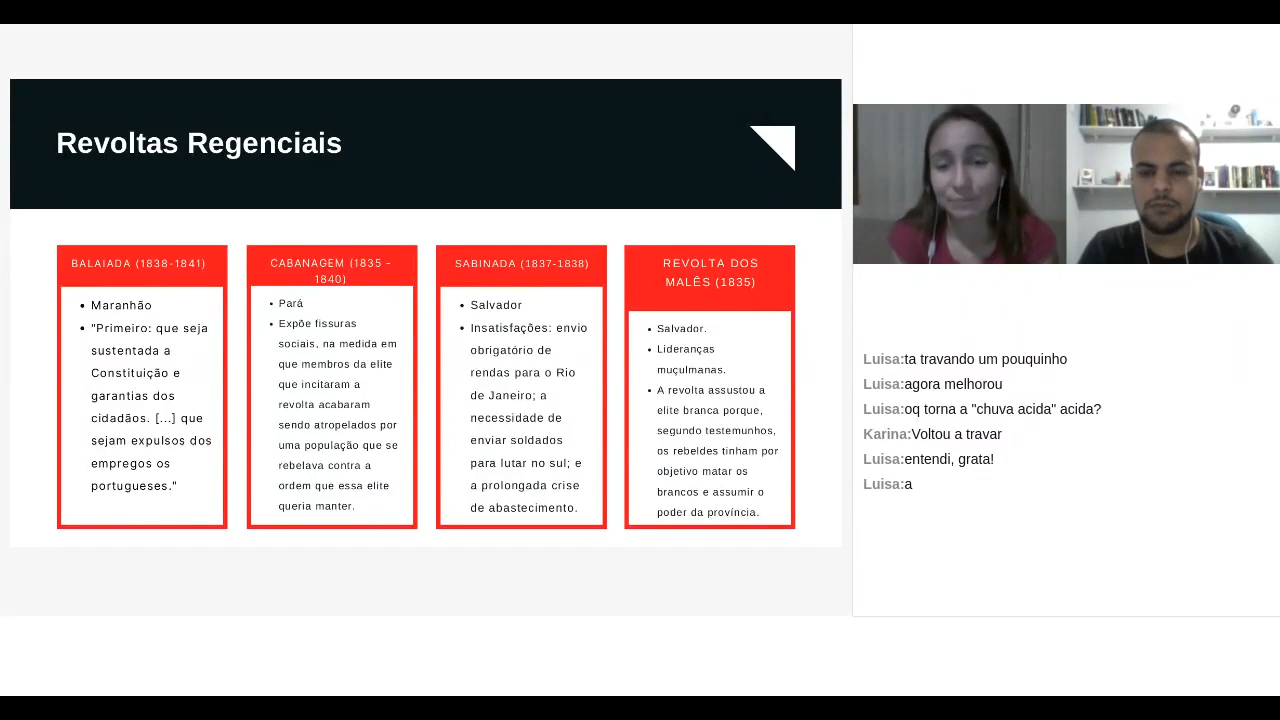 Revoltas Regenciais
BALAIADA (1838-1841)
• Maranhão
• "Primeiro: que seja
sustentada a
Constituição e
garantias dos
cidadãos. [...] que
sejam expulsos dos
empregos os
portugueses."
CABANAGEM (1835 -
1840)
• Pará
• Expõe fissuras
sociais, na medida em
que membros da elite
que incitaram a
revolta acabaram
sendo atropelados por
uma população que se
rebelava contra a
ordem que essa elite
queria manter.
SABINADA (1837-1838)
• Salvador
• Insatisfações: envio
obrigatório de
rendas para o Rio
de Janeiro; a
necessidade de
enviar soldados
para lutar no sul; e
a prolongada crise
de abastecimento.
REVOLTA DOS
MALÊS (1835)
• Salvador.
• Lideranças
muçulmanas.
• A revolta assustou a
elite branca porque,
segundo testemunhos,
os rebeldes tinham por
objetivo matar os
brancos e assumir o
poder da província.
Luisa:ta travando um pouquinho
Luisa:agora melhorou
Luisa:oq torna a "chuva acida" acida?
Karina:Voltou a travar
Luisa:entendi, grata!
Luisa:a